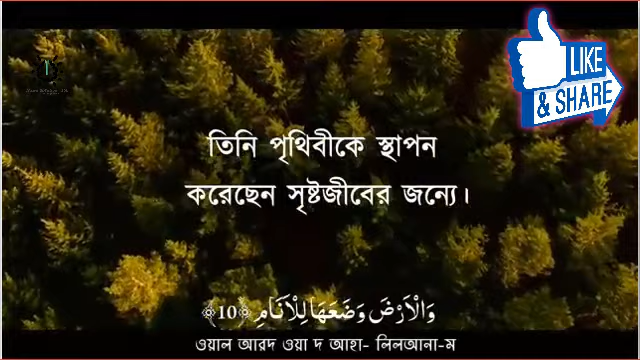 LIKE
& SHARE
তিনি পৃথিবীকে স্থাপন
করেছেন সৃষ্টজীবের জন্যে।
وَالْاَرْضَ وَضَعَهَا لِلْاَنَامِ ﴿10﴾
ওয়াল আরদ ওয়া দ আহা- লিলআনা-ম